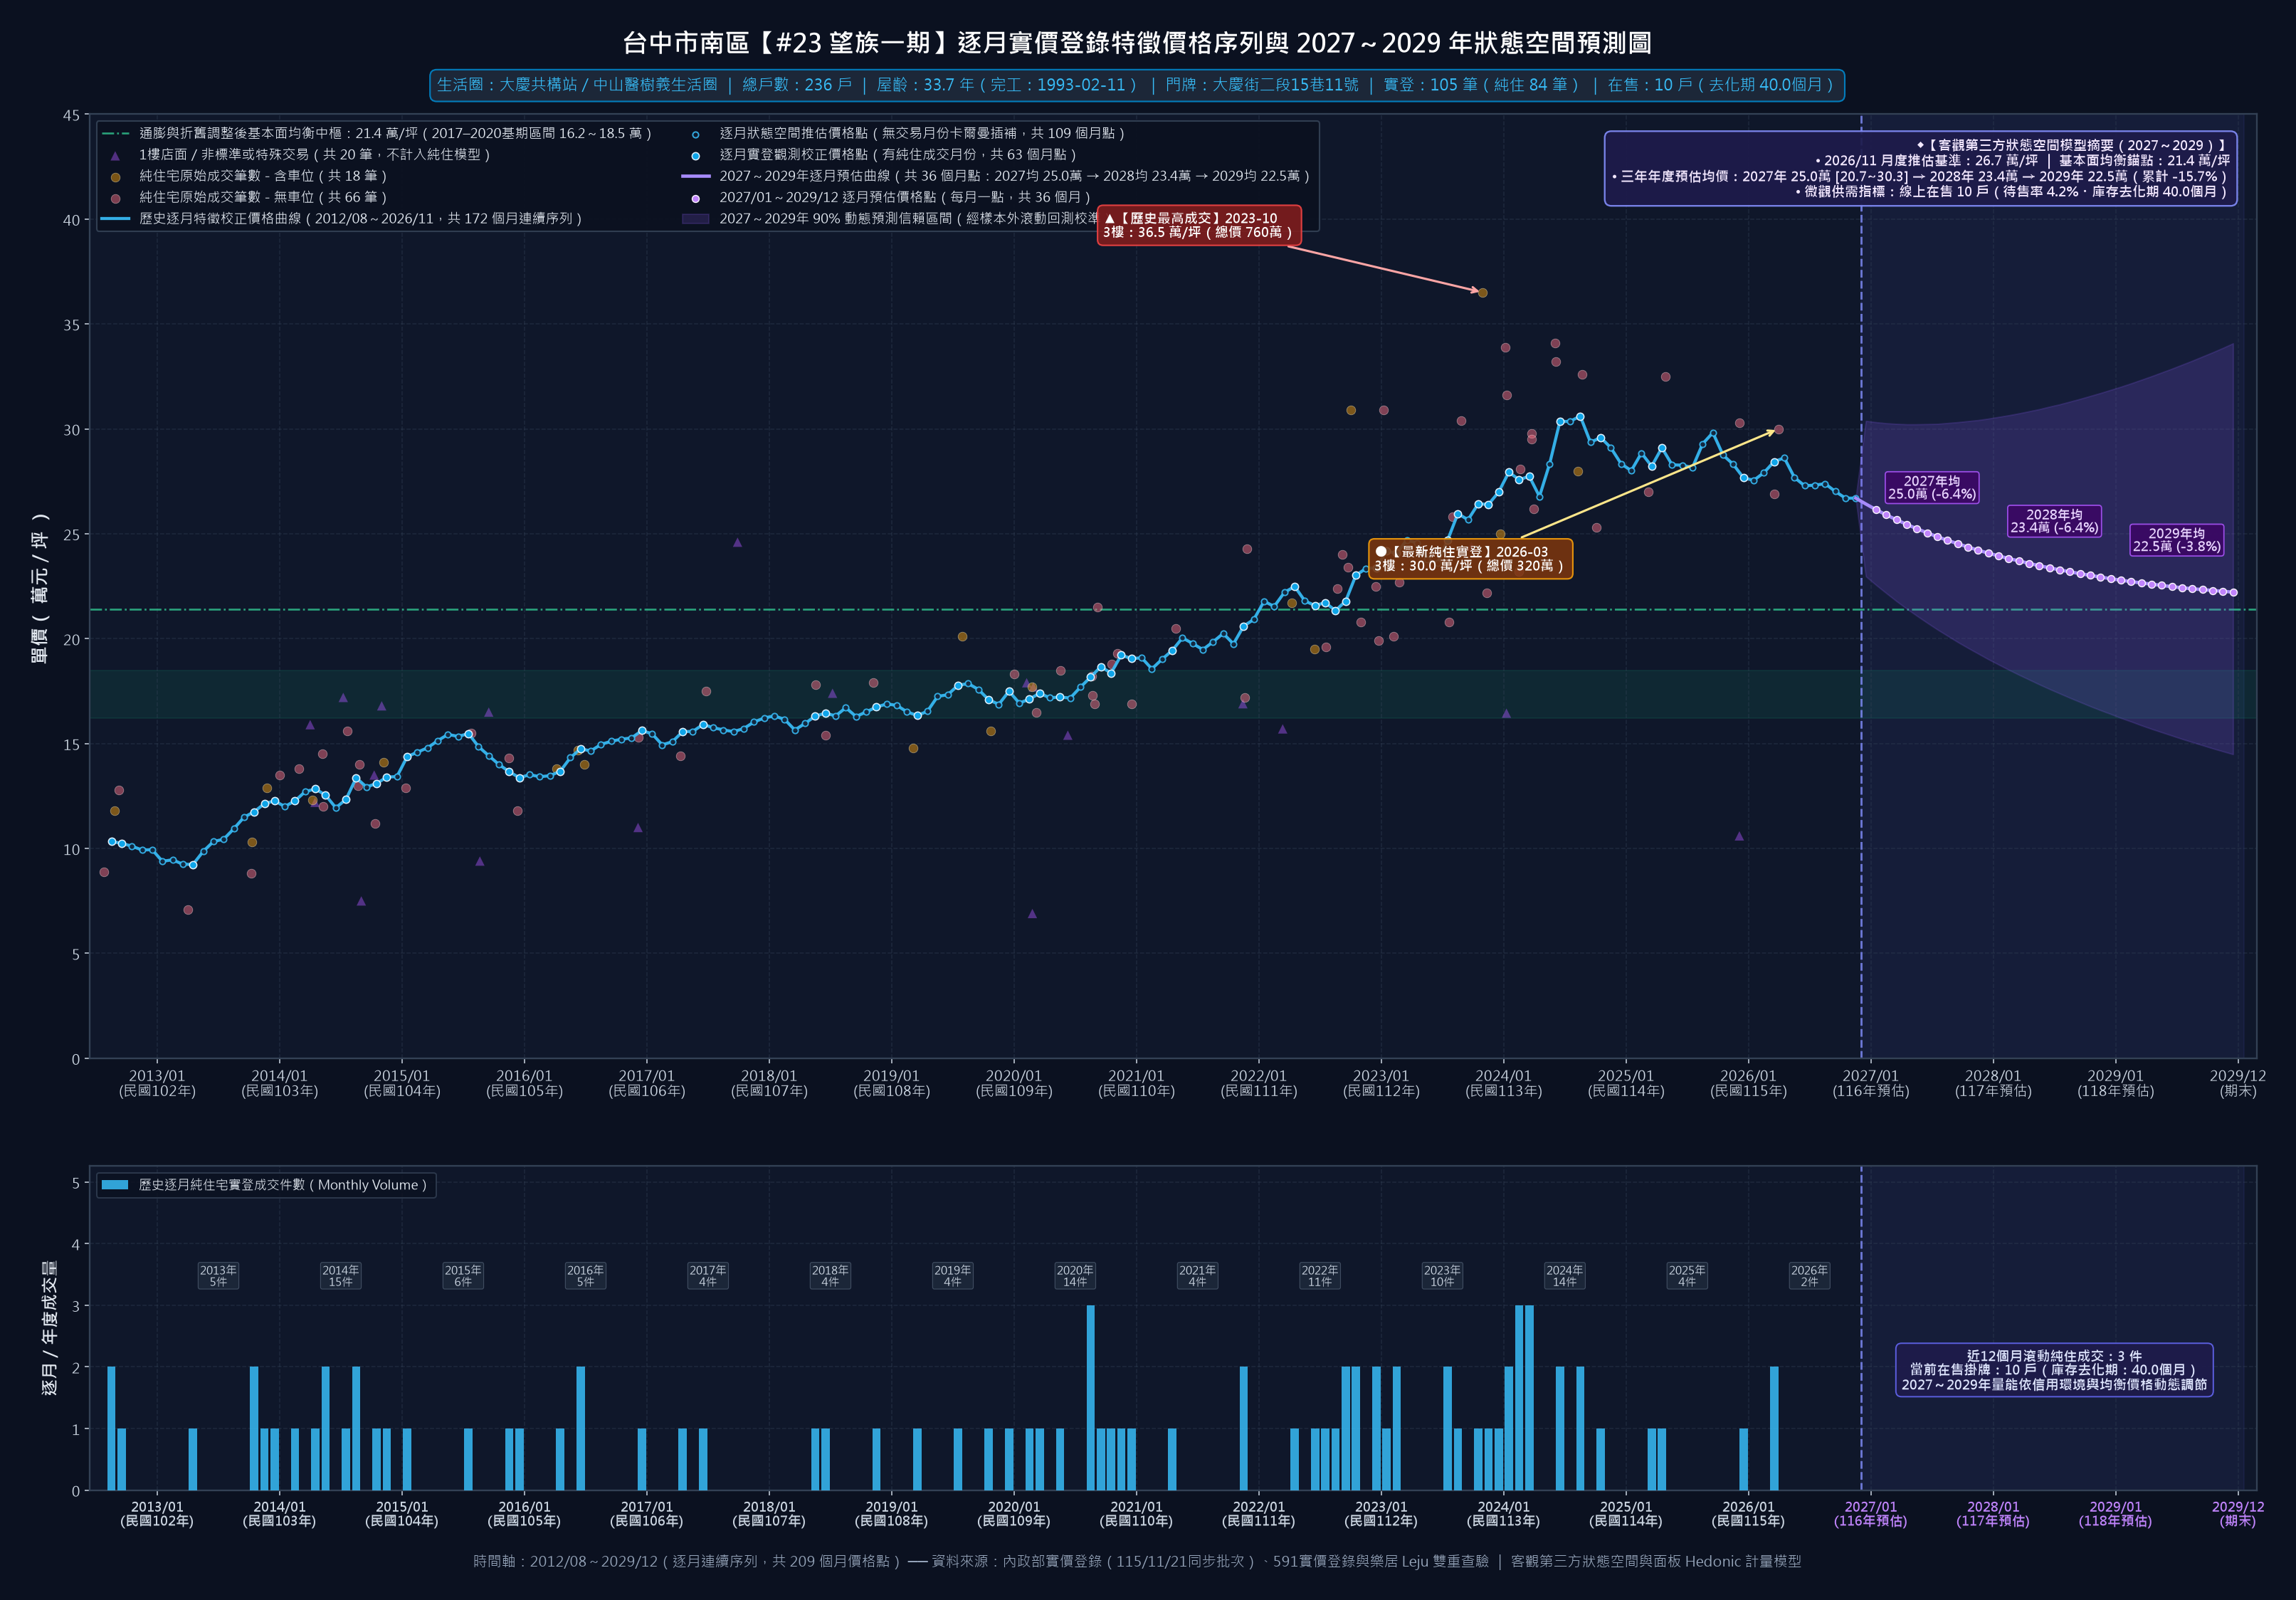 台中市南區【#23 望族一期】逐月實價登錄特徵價格序列與 2027～2029 年狀態空間預測圖
生活圈：大慶共構站 / 中山醫樹義生活圈 ｜ 總戶數：236 戶 ｜ 屋齡：33.7 年（完工：1993-02-11） ｜ 門牌：大慶街二段15巷11號 ｜ 實登：105 筆（純住 84 筆） ｜ 在售：10 戶（去化期 40.0個月）
通膨與折舊調整後基本面均衡中樞：21.4 萬/坪（2017–2020基期區間 16.2～18.5 萬）
1樓店面 / 非標準或特殊交易（共 20 筆，不計入純住模型）
純住宅原始成交筆數 - 含車位（共 18 筆）
純住宅原始成交筆數 - 無車位（共 66 筆）
歷史逐月特徵校正價格曲線（2012/08～2026/11，共 172 個月連續序列）
逐月狀態空間推估價格點（無交易月份卡爾曼插補，共 109 個月點）
逐月實登觀測校正價格點（有純住成交月份，共 63 個月點）
2027～2029年逐月預估曲線（共 36 個月點：2027均 25.0萬 → 2028均 23.4萬 → 2029均 22.5萬）
2027/01～2029/12 逐月預估價格點（每月一點，共 36 個月）
2027～2029年 90% 動態預測信賴區間（經樣本外滾動回測校準
◆【客觀第三方狀態空間模型摘要（2027～2029）】
• 2026/11 月度推估基準：26.7 萬/坪 ｜ 基本面均衡錨點：21.4 萬/坪
• 三年年度預估均價：2027年 25.0萬 [20.7~30.3] → 2028年 23.4萬 → 2029年 22.5萬（累計 -15.7%）
• 微觀供需指標：線上在售 10 戶（待售率 4.2%．庫存去化期 40.0個月）
▲【歷史最高成交】2023-10
3樓：36.5 萬/坪（總價 760萬）
●【最新純住實登】2026-03
3樓：30.0 萬/坪（總價 320萬）
2027年均
25.0萬 (-6.4%)
2028年均
23.4萬 (-6.4%)
2029年均
22.5萬 (-3.8%)
單價（萬元/坪）
45
40
35
30
25
20
15
10
5
0
2013/01
(民國102年)
2014/01
(民國103年)
2015/01
(民國104年)
2016/01
(民國105年)
2017/01
(民國106年)
2018/01
(民國107年)
2019/01
(民國108年)
2020/01
(民國109年)
2021/01
(民國110年)
2022/01
(民國111年)
2023/01
(民國112年)
2024/01
(民國113年)
2025/01
(民國114年)
2026/01
(民國115年)
2027/01
(116年預估)
2028/01
(117年預估)
2029/01
(118年預估)
2029/12
(期末)
歷史逐月純住宅實登成交件數（Monthly Volume）
逐月 / 年度成交量
5
4
3
2
1
0
2013年
5件
2014年
15件
2015年
6件
2016年
5件
2017年
4件
2018年
4件
2019年
4件
2020年
14件
2021年
4件
2022年
11件
2023年
10件
2024年
14件
2025年
4件
2026年
2件
近12個月滾動純住成交：3 件
當前在售掛牌：10 戶（庫存去化期：40.0個月）
2027～2029年量能依信用環境與均衡價格動態調節
2013/01
(民國102年)
2014/01
(民國103年)
2015/01
(民國104年)
2016/01
(民國105年)
2017/01
(民國106年)
2018/01
(民國107年)
2019/01
(民國108年)
2020/01
(民國109年)
2021/01
(民國110年)
2022/01
(民國111年)
2023/01
(民國112年)
2024/01
(民國113年)
2025/01
(民國114年)
2026/01
(民國115年)
2027/01
(116年預估)
2028/01
(117年預估)
2029/01
(118年預估)
2029/12
(期末)
時間軸：2012/08～2029/12（逐月連續序列，共 209 個月價格點） ── 資料來源：內政部實價登錄（115/11/21同步批次）、591實價登錄與樂居 Leju 雙重查驗 ｜ 客觀第三方狀態空間與面板 Hedonic 計量模型